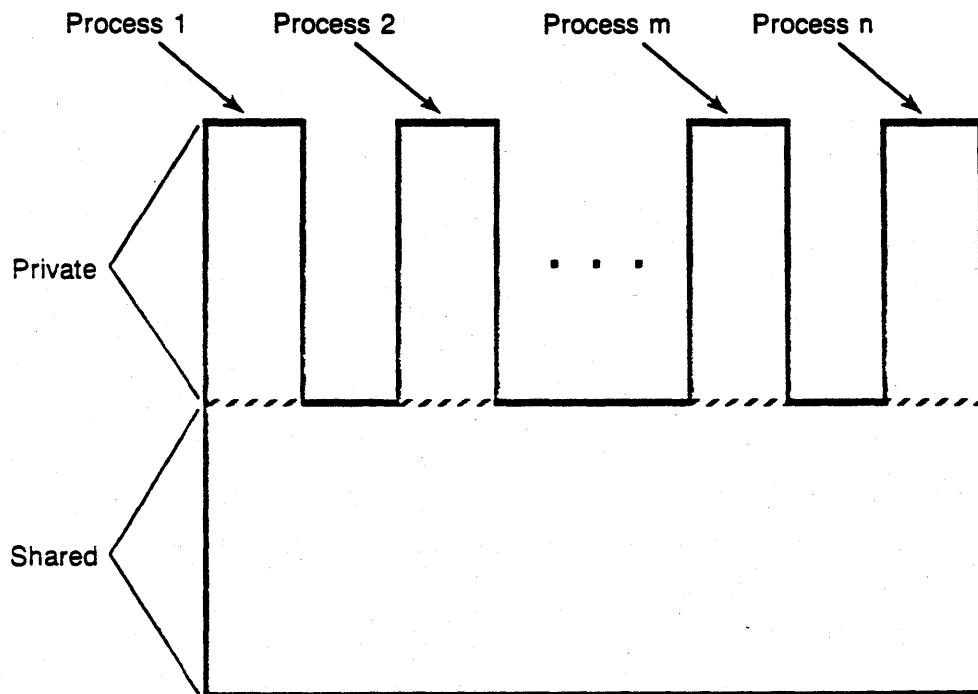 Process 1 Process 2 Process m Process n
Private
. . .
Shared